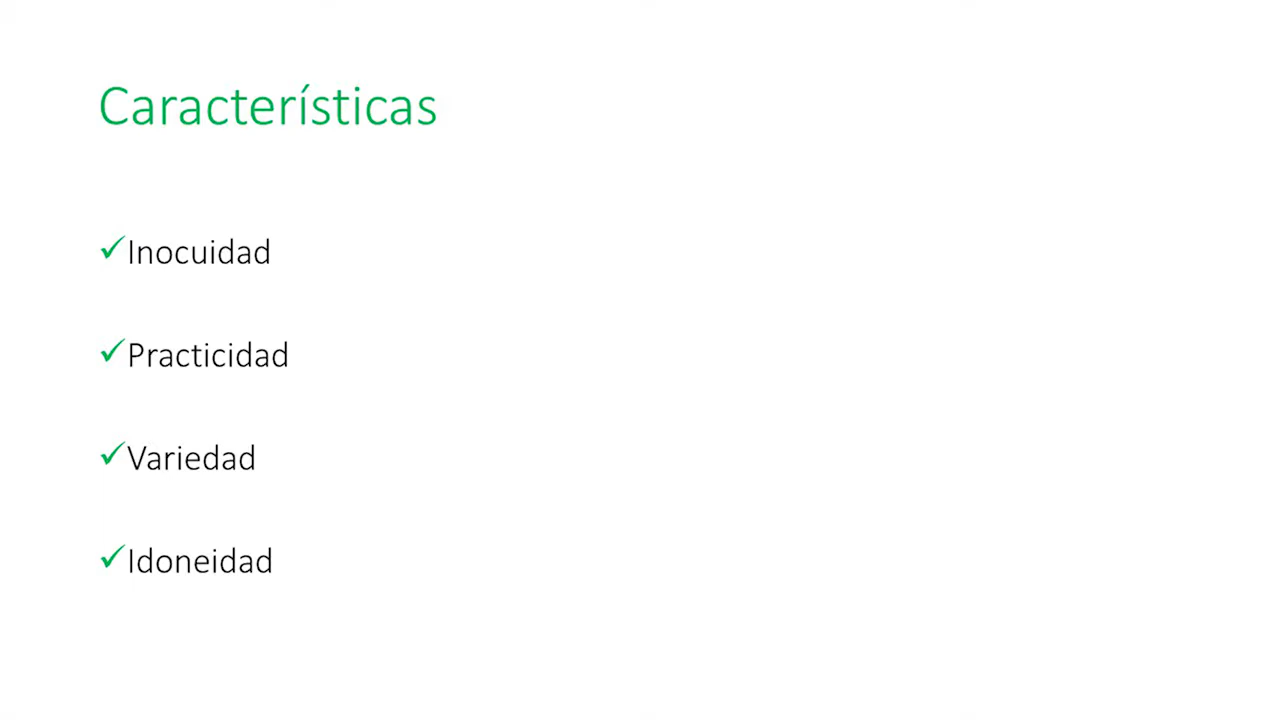 Características
✓Inocuidad
✓Practicidad
✓Variedad
✓Idoneidad